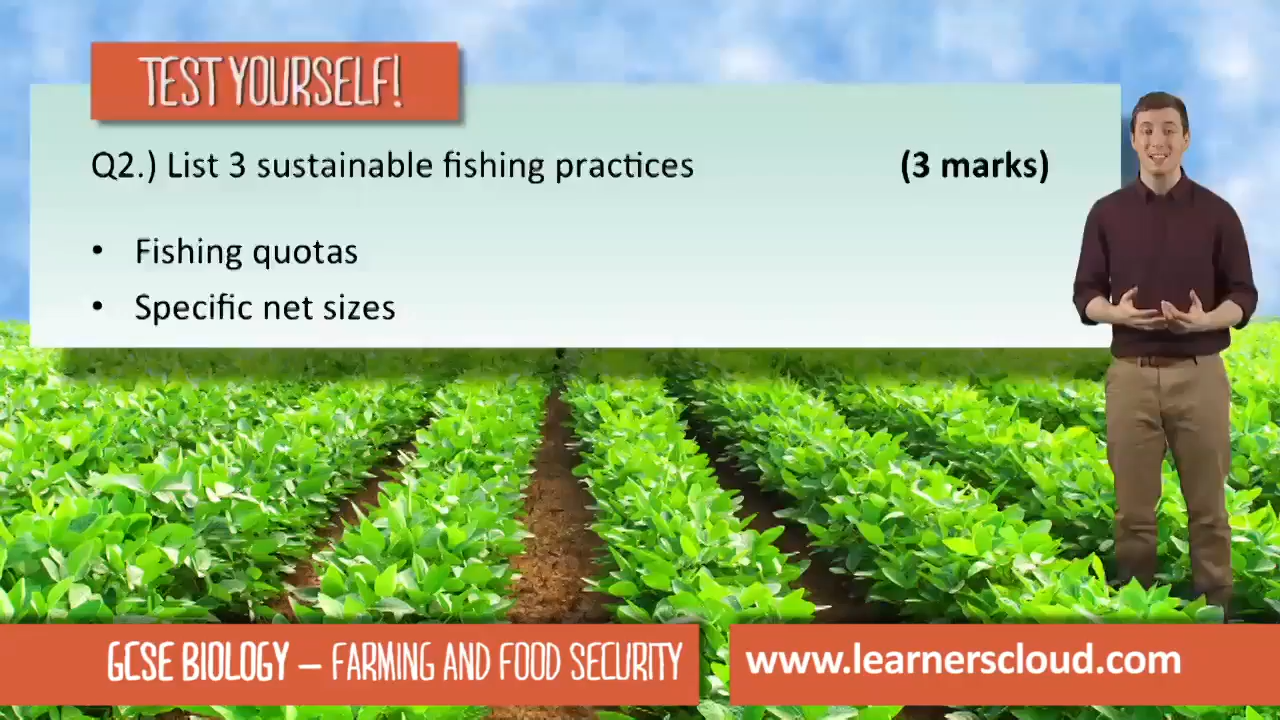 TEST YOURSELF!
Q2.) List 3 sustainable fishing practices (3 marks)
• Fishing quotas
• Specific net sizes
GCSE BIOLOGY – FARMING AND FOOD SECURITY
www.learnerscloud.com